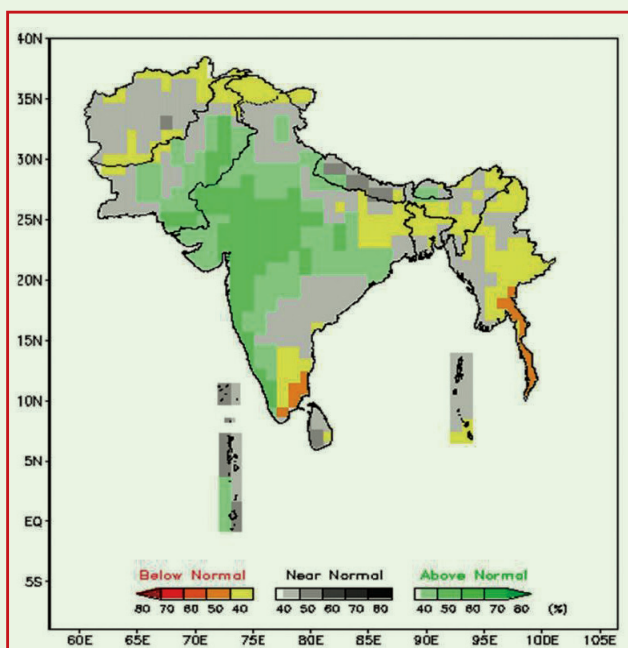 40N
35N
30N
25N
20N
15N
10N
5N
EQ
5S
Below Normal Near Normal Above Normal
80 70 60 50 40 40 50 60 70 80 40 50 60 70 80 (%)
60E 65E 70E 75E 80E 85E 90E 95E 100E 105E